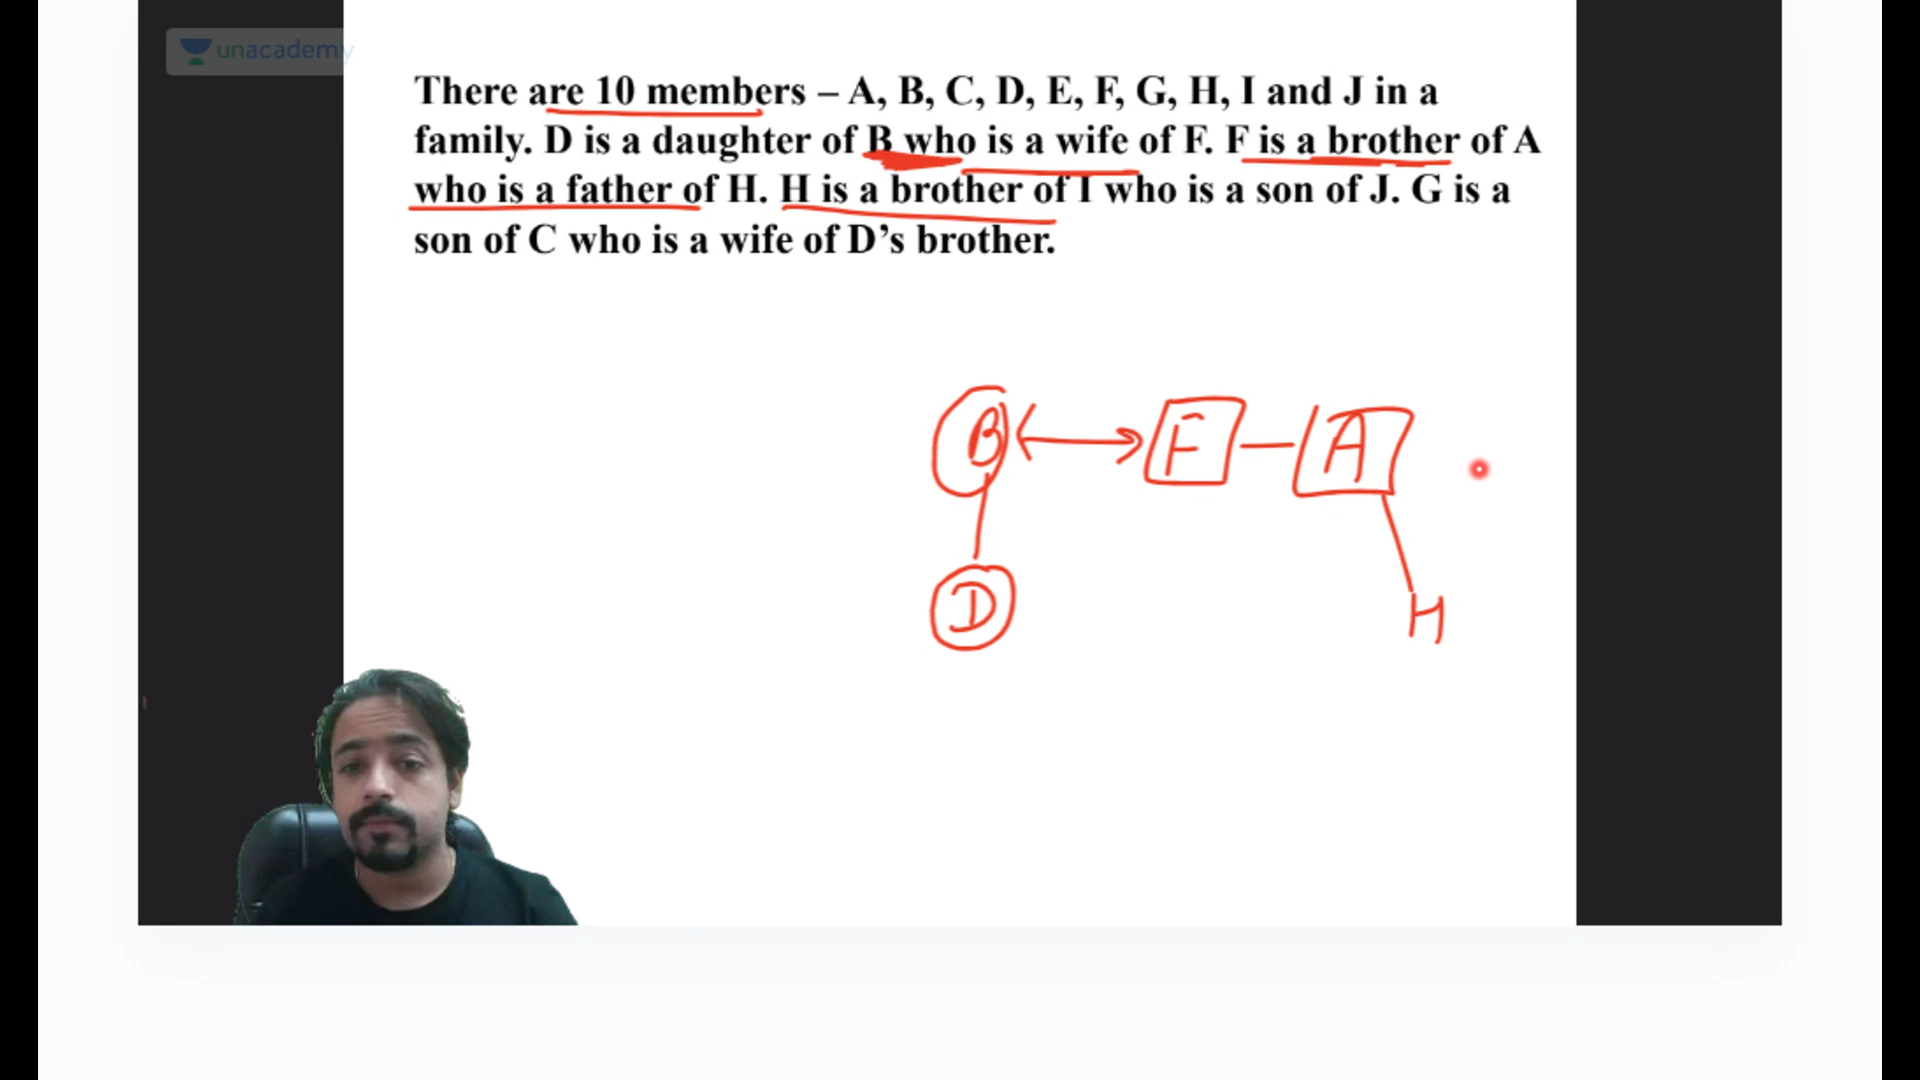 unacademy
There are 10 members – A, B, C, D, E, F, G, H, I and J in a
family. D is a daughter of B who is a wife of F. F is a brother of A
who is a father of H. H is a brother of I who is a son of J. G is a
son of C who is a wife of D’s brother.
B F A
D H